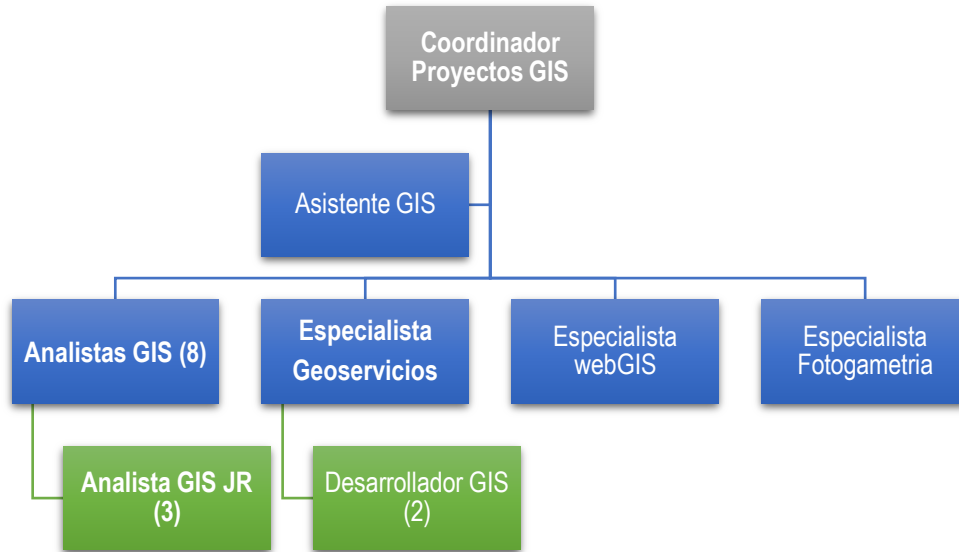 Coordinador
Proyectos GIS
Asistente GIS
Analistas GIS (8)
Especialista
Geoservicios
Especialista
webGIS
Especialista
Fotogametria
Analista GIS JR
(3)
Desarrollador GIS
(2)